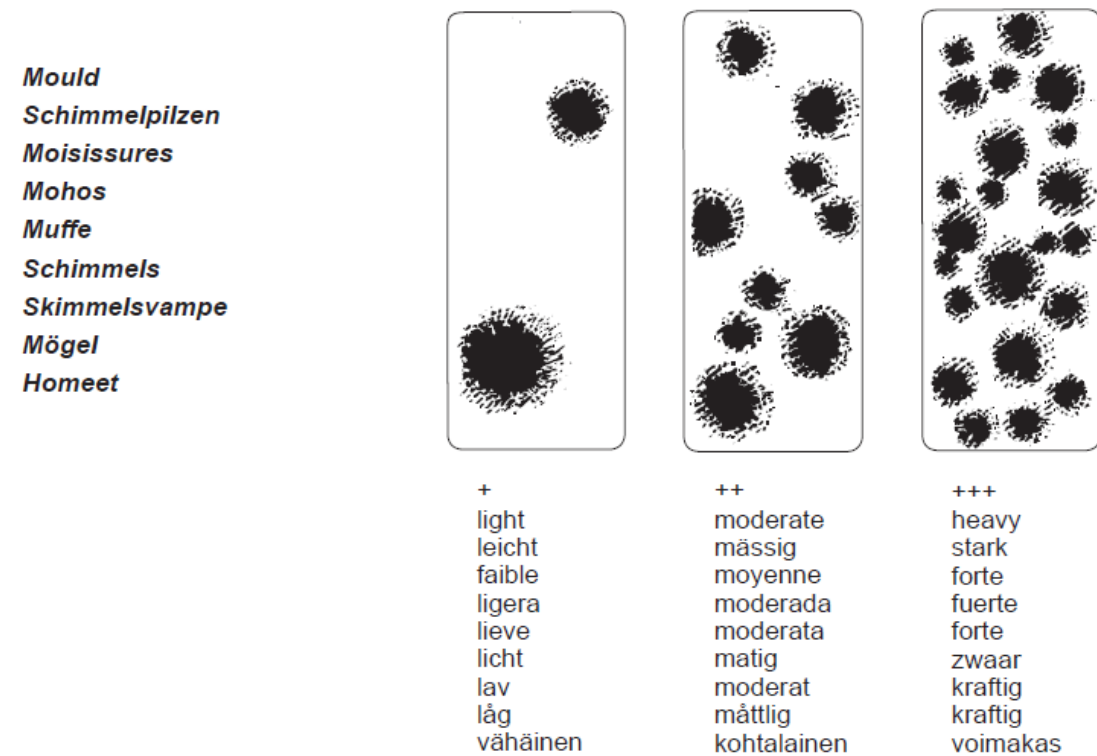 Mould
Schimmelpilzen
Moisissures
Mohos
Muffe
Schimmels
Skimmelsvampe
Mögel
Homeet
+
light
leicht
faible
ligera
lieve
licht
lav
låg
vähäinen
++
moderate
mässig
moyenne
moderada
moderata
matig
moderat
måttlig
kohtalainen
+++
heavy
stark
forte
fuerte
forte
zwaar
kraftig
kraftig
voimakas